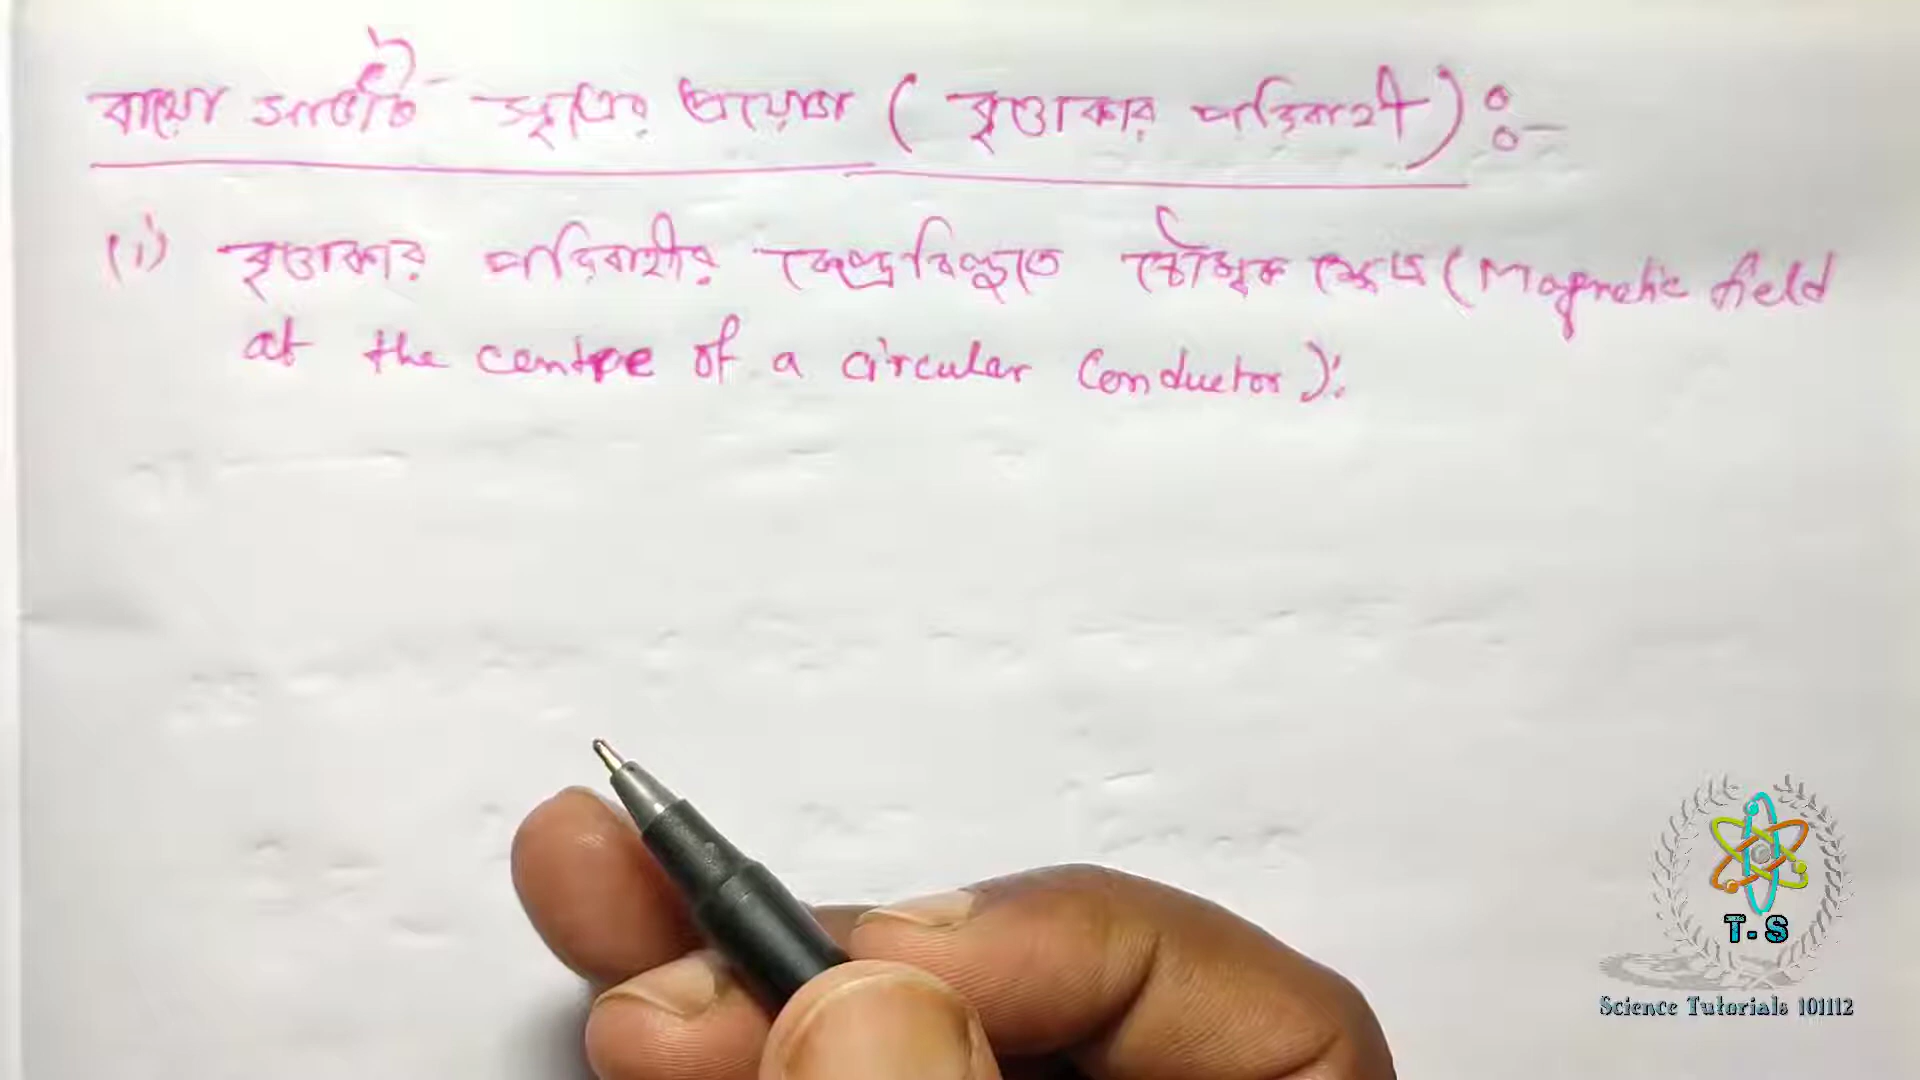 বায়ো সাভার্ট সূত্রের প্রয়োগ ( বৃত্তাকার পরিবাহী ) :-
(i) বৃত্তাকার পরিবাহীর কেন্দ্রবিন্দুতে চৌম্বক ক্ষেত্র (Magnetic field
at the centre of a circular Conductor):
T.S
Science Tutorials 101112